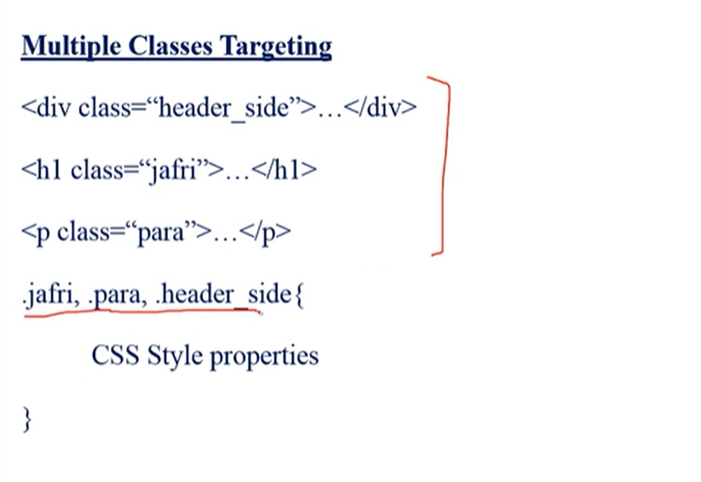 Multiple Classes Targeting
<div class=“header_side”>…</div>
<h1 class=“jafri”>…</h1>
<p class=“para”>…</p>
.jafri, .para, .header_side{
CSS Style properties
}